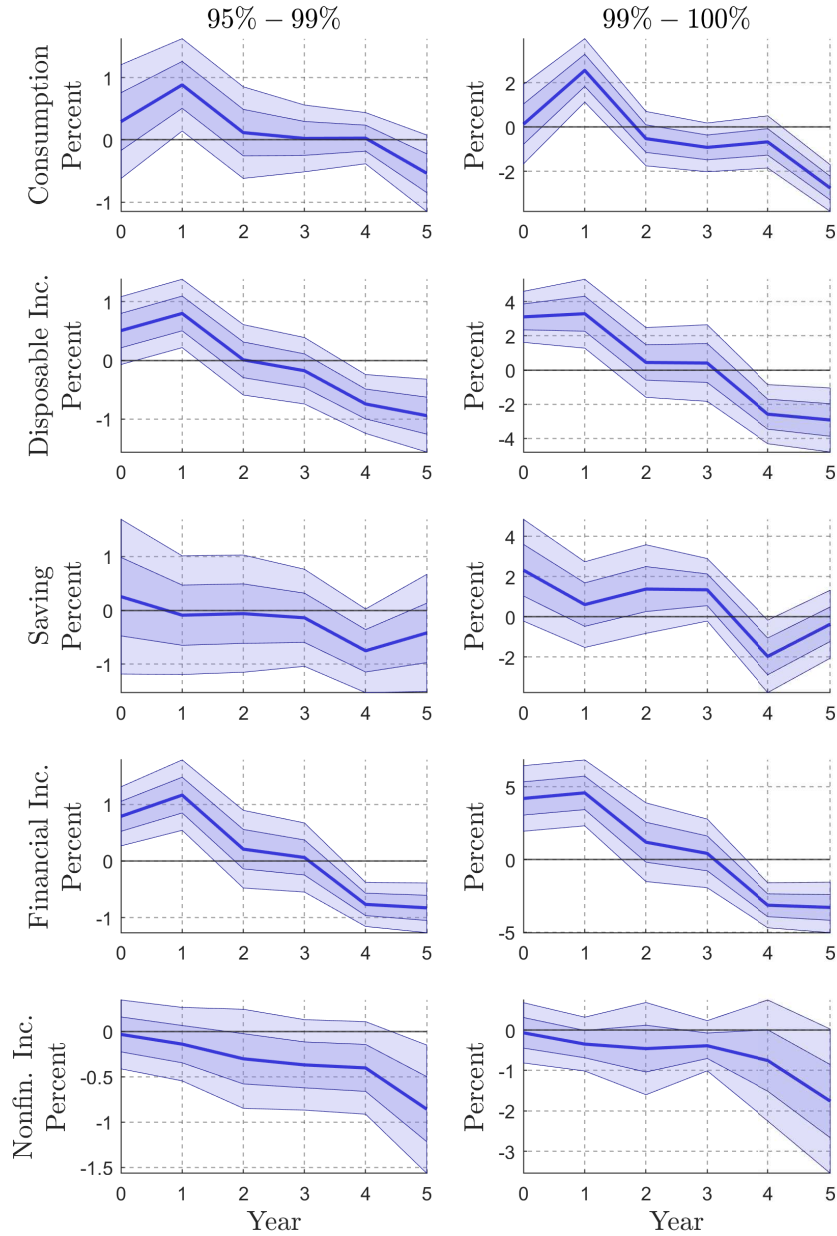 95% − 99%
99% − 100%
Consumption
Percent
1
0
-1
0 1 2 3 4 5
Percent
2
0
-2
0 1 2 3 4 5
Disposable Inc.
Percent
1
0
-1
0 1 2 3 4 5
Percent
4
2
0
-2
-4
0 1 2 3 4 5
Saving
Percent
1
0
-1
0 1 2 3 4 5
Percent
4
2
0
-2
0 1 2 3 4 5
Financial Inc.
Percent
1
0
-1
0 1 2 3 4 5
Percent
5
0
-5
0 1 2 3 4 5
Nonfin. Inc.
Percent
0
-0.5
-1
-1.5
0 1 2 3 4 5
Year
Percent
0
-1
-2
-3
0 1 2 3 4 5
Year